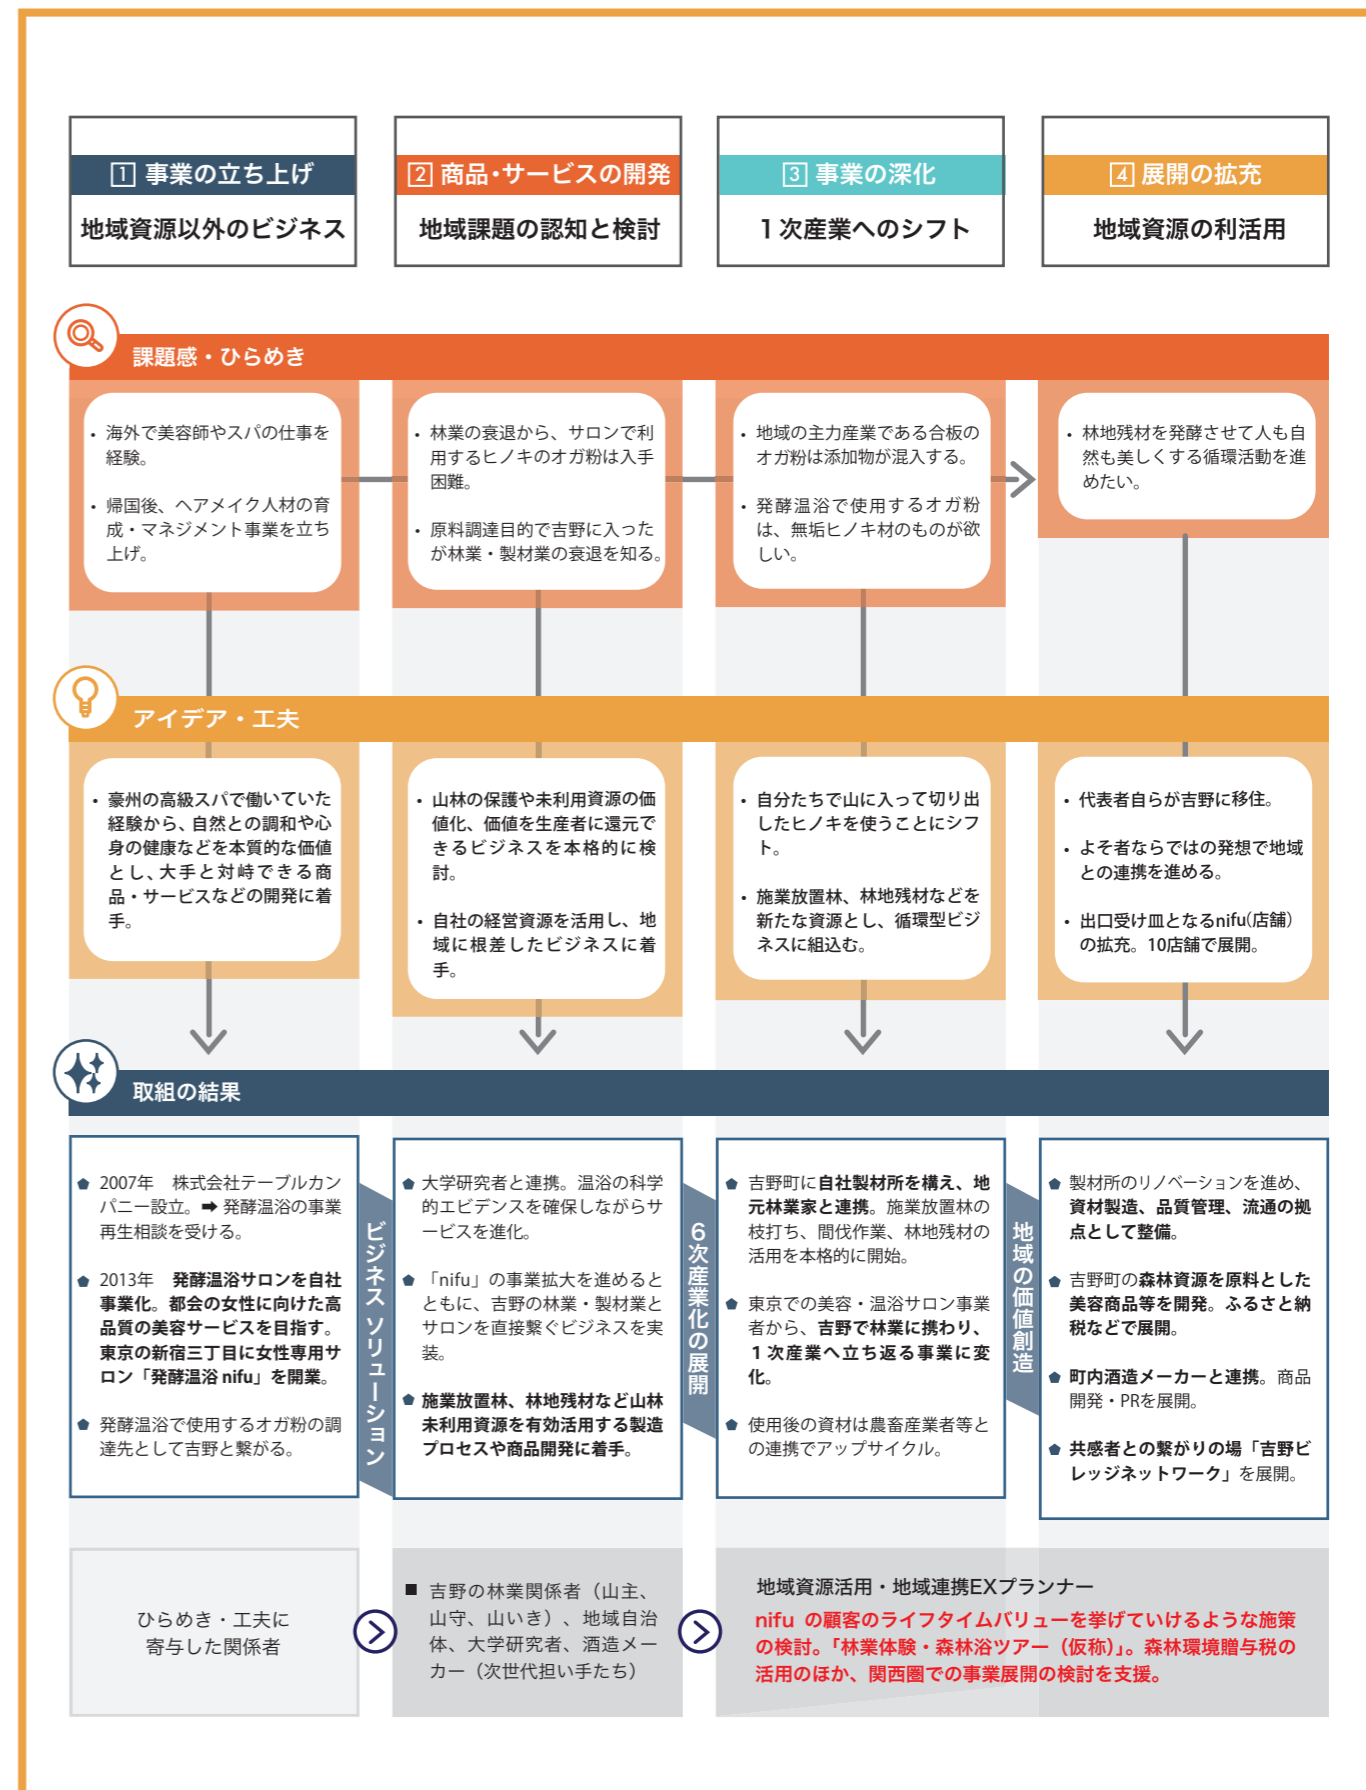 1 事業の立ち上げ
地域資源以外のビジネス
2 商品・サービスの開発
地域課題の認知と検討
3 事業の深化
1次産業へのシフト
4 展開の拡充
地域資源の利活用
課題感・ひらめき
・ 海外で美容師やスパの仕事を
経験。
・ 帰国後、ヘアメイク人材の育
成・マネジメント事業を立ち
上げ。
・ 林業の衰退から、サロンで利
用するヒノキのオガ粉は入手
困難。
・ 原料調達目的で吉野に入った
が林業・製材業の衰退を知る。
・ 地域の主力産業である合板の
オガ粉は添加物が混入する。
・ 発酵温浴で使用するオガ粉
は、無垢ヒノキ材のものが欲
しい。
・ 林地残材を発酵させて人も自
然も美しくする循環活動を進
めたい。
アイデア・工夫
・ 豪州の高級スパで働いていた
経験から、自然との調和や心
身の健康などを本質的な価値
とし、大手と対峙できる商
品・サービスなどの開発に着
手。
・ 山林の保護や未利用資源の価
値化、価値を生産者に還元で
きるビジネスを本格的に検
討。
・ 自社の経営資源を活用し、地
域に根差したビジネスに着
手。
・ 自分たちで山に入って切り出
したヒノキを使うことにシフ
ト。
・ 施業放置林、林地残材などを
新たな資源とし、循環型ビジ
ネスに組込む。
・ 代表者自らが吉野に移住。
・ よそ者ならではの発想で地域
との連携を進める。
・ 出口受け皿となるnifu(店舗)
の拡充。10店舗で展開。
取組の結果
2007年 株式会社テーブルカン
パニー設立。➡発酵温浴の事業
再生相談を受ける。
2013年 発酵温浴サロンを自社
事業化。都会の女性に向けた高
品質の美容サービスを目指す。
東京の新宿三丁目に女性専用サ
ロン「発酵温浴 nifu」を開業。
発酵温浴で使用するオガ粉の調
達先として吉野と繋がる。
ビジネス ソリューション
大学研究者と連携。温浴の科学
的エビデンスを確保しながらサ
ービスを進化。
「nifu」の事業拡大を進めると
ともに、吉野の林業・製材業と
サロンを直接繋ぐビジネスを実
装。
施業放置林、林地残材など山林
未利用資源を有効活用する製造
プロセスや商品開発に着手。
6次産業化の展開
吉野町に自社製材所を構え、地
元林業家と連携。施業放置林の
枝打ち、間伐作業、林地残材の
活用を本格的に開始。
東京での美容・温浴サロン事業
者から、吉野で林業に携わり、
1次産業へ立ち返る事業に変
化。
使用後の資材は農畜産業者等と
の連携でアップサイクル。
地域の価値創造
製材所のリノベーションを進め、
資材製造、品質管理、流通の拠
点として整備。
吉野町の森林資源を原料とした
美容商品等を開発。ふるさと納
税などで展開。
町内酒造メーカーと連携。商品
開発・PRを展開。
共感者との繋がりの場「吉野ビ
レッジネットワーク」を展開。
ひらめき・工夫に
寄与した関係者
■ 吉野の林業関係者（山主、
山守、山いき）、地域自治
体、大学研究者、酒造メー
カー（次世代担い手たち）
地域資源活用・地域連携EXプランナー
nifu の顧客のライフタイムバリューを挙げていけるような施策
の検討。「林業体験・森林浴ツアー（仮称）」。森林環境贈与税の
活用のほか、関西圏での事業展開の検討を支援。